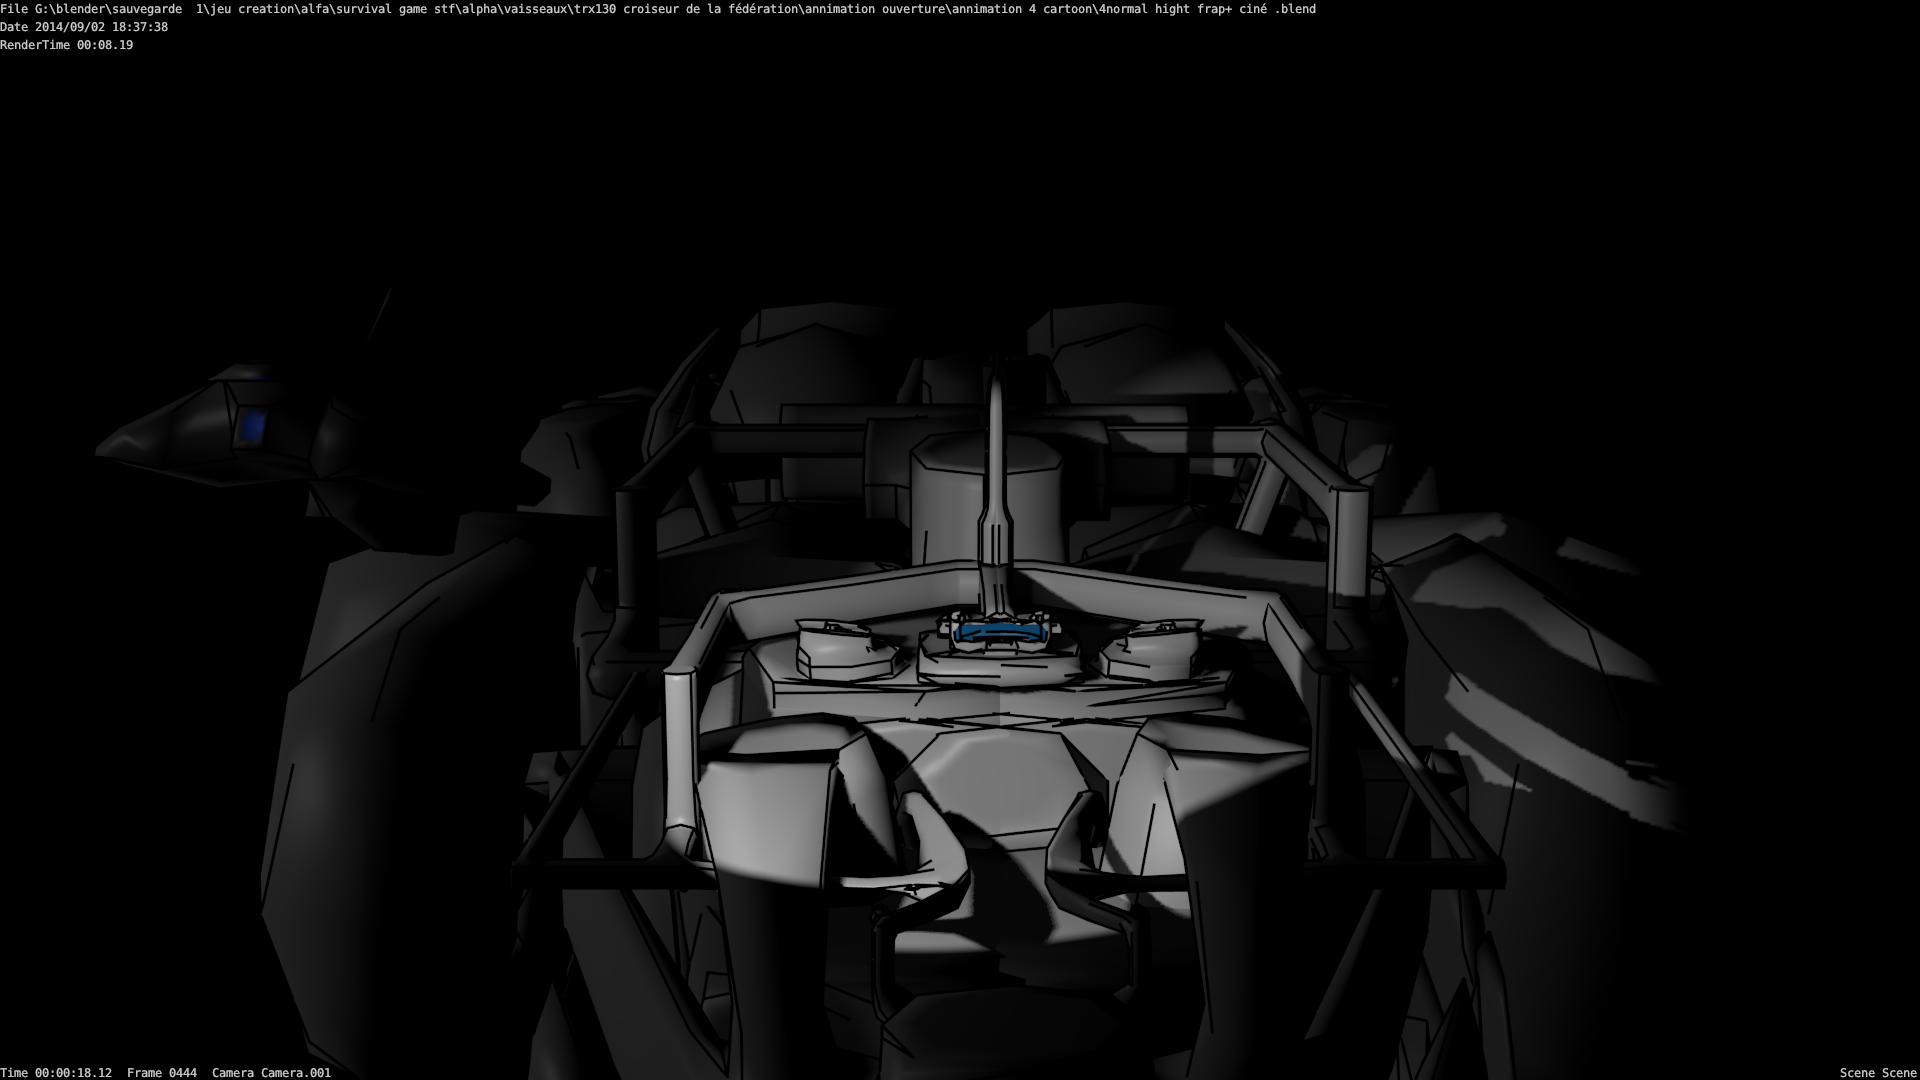 File G:\blender\sauvegarde  1\jeu creation\alfa\survival game stf\alpha\vaisseaux\trx130 croiseur de la fédération\annimation ouverture\annimation 4 cartoon\4normal hight frap+ ciné .blend
Date 2014/09/02 18:37:38
RenderTime 00:08.19
Time 00:00:18.12  Frame 0444  Camera Camera.001
Scene Scene